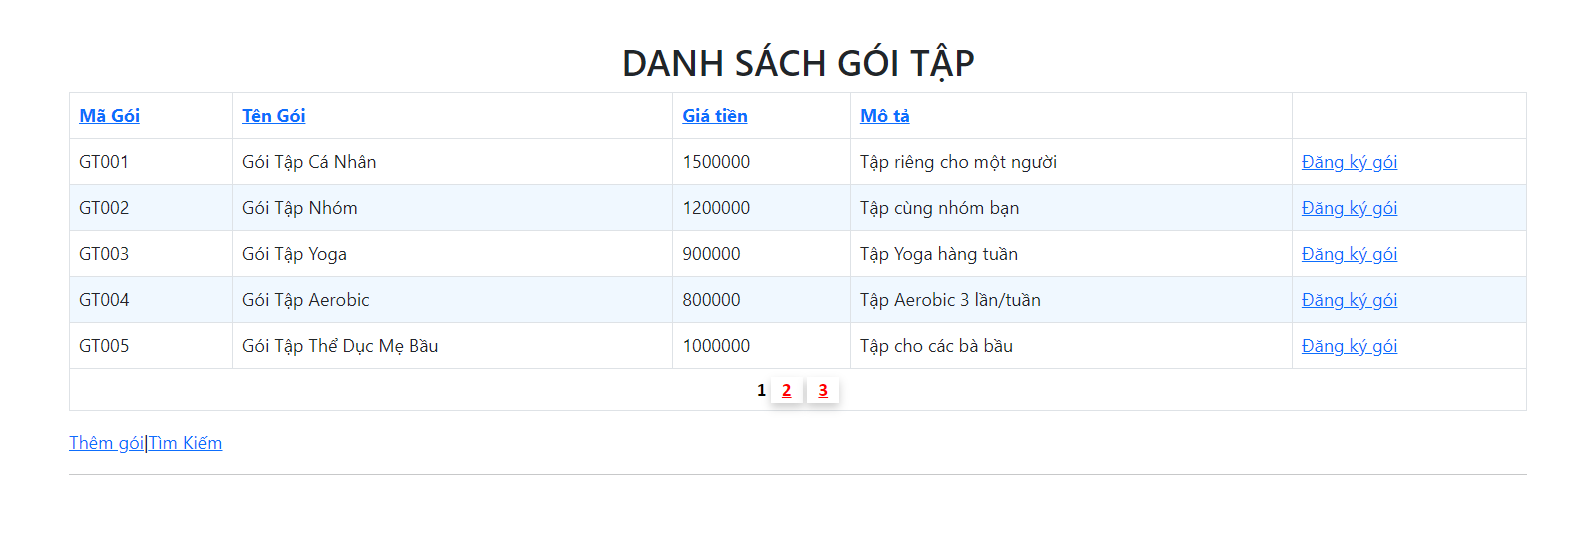 DANH SÁCH GÓI TẬP
Mã Gói Tên Gói Giá tiền Mô tả
GT001 Gói Tập Cá Nhân 1500000 Tập riêng cho một người Đăng ký gói
GT002 Gói Tập Nhóm 1200000 Tập cùng nhóm bạn Đăng ký gói
GT003 Gói Tập Yoga 900000 Tập Yoga hàng tuần Đăng ký gói
GT004 Gói Tập Aerobic 800000 Tập Aerobic 3 lần/tuần Đăng ký gói
GT005 Gói Tập Thể Dục Mẹ Bầu 1000000 Tập cho các bà bầu Đăng ký gói
1 2 3
Thêm gói|Tìm Kiếm